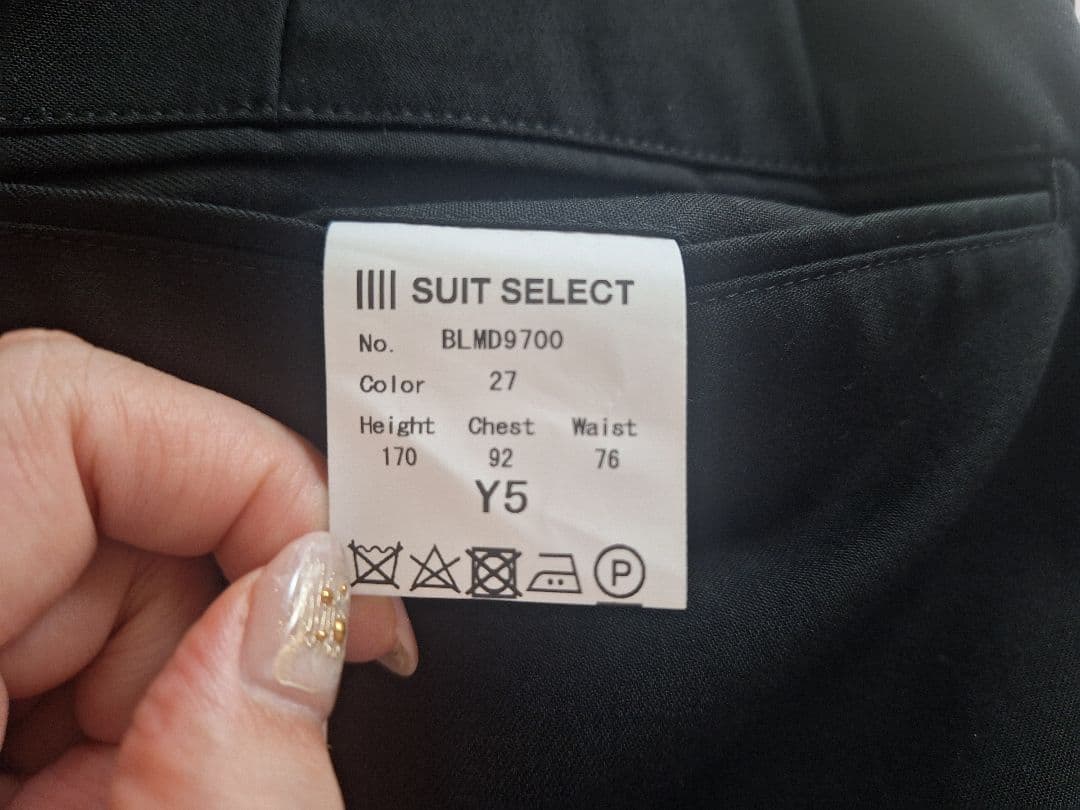 SUIT SELECT
No. BLMD9700
Color 27
Height Chest Waist
170 92 76
Y5
P